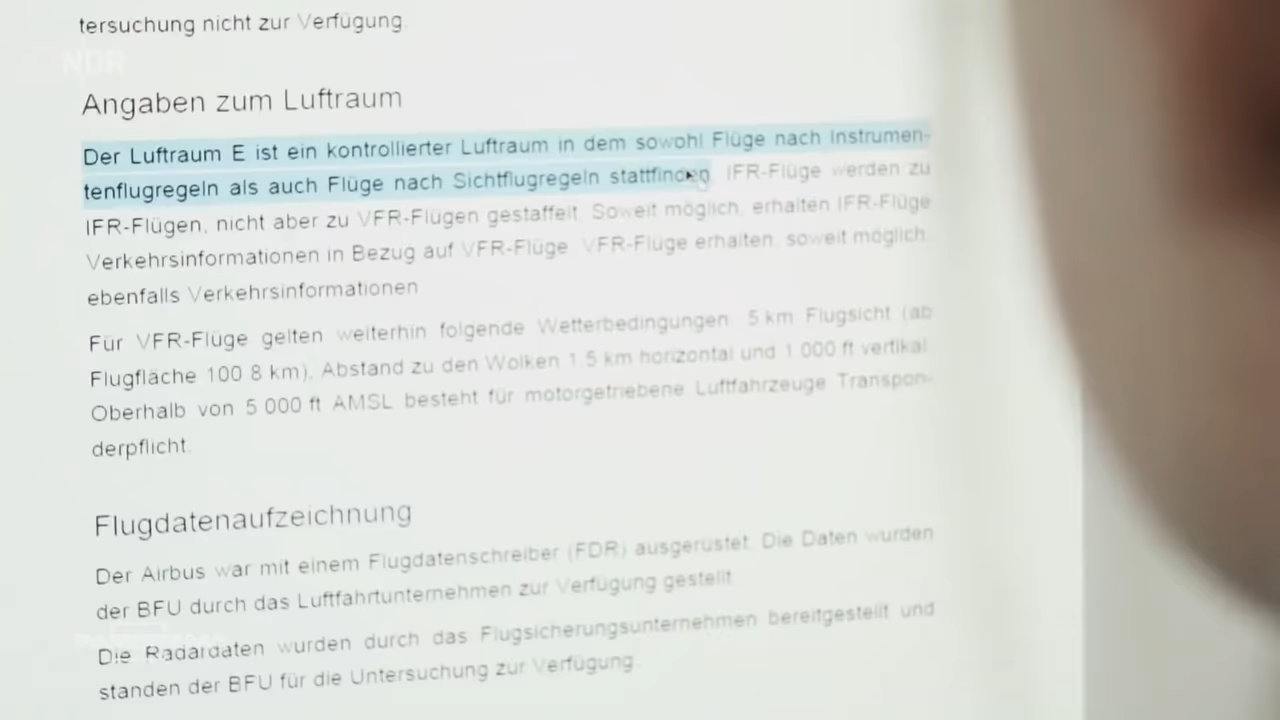 tersuchung nicht zur Verfügung.
NDR
Angaben zum Luftraum
Der Luftraum E ist ein kontrollierter Luftraum in dem sowohl Flüge nach Instrumen-
tenflugregeln als auch Flüge nach Sichtflugregeln stattfinden. IFR-Flüge werden zu
IFR-Flügen, nicht aber zu VFR-Flügen gestaffelt. Soweit möglich, erhalten IFR-Flüge
Verkehrsinformationen in Bezug auf VFR-Flüge. VFR-Flüge erhalten, soweit möglich,
ebenfalls Verkehrsinformationen
Für VFR-Flüge gelten weiterhin folgende Wetterbedingungen: 5 km Flugsicht (ab
Flugfläche 100 8 km), Abstand zu den Wolken 1.5 km horizontal und 1 000 ft vertikal.
Oberhalb von 5 000 ft AMSL besteht für motorgetriebene Luftfahrzeuge Transpon-
derpflicht.
Flugdatenaufzeichnung
Der Airbus war mit einem Flugdatenschreiber (FDR) ausgerüstet. Die Daten wurden
der BFU durch das Luftfahrtunternehmen zur Verfügung gestellt.
Die Radardaten wurden durch das Flugsicherungsunternehmen bereitgestellt und
standen der BFU für die Untersuchung zur Verfügung.